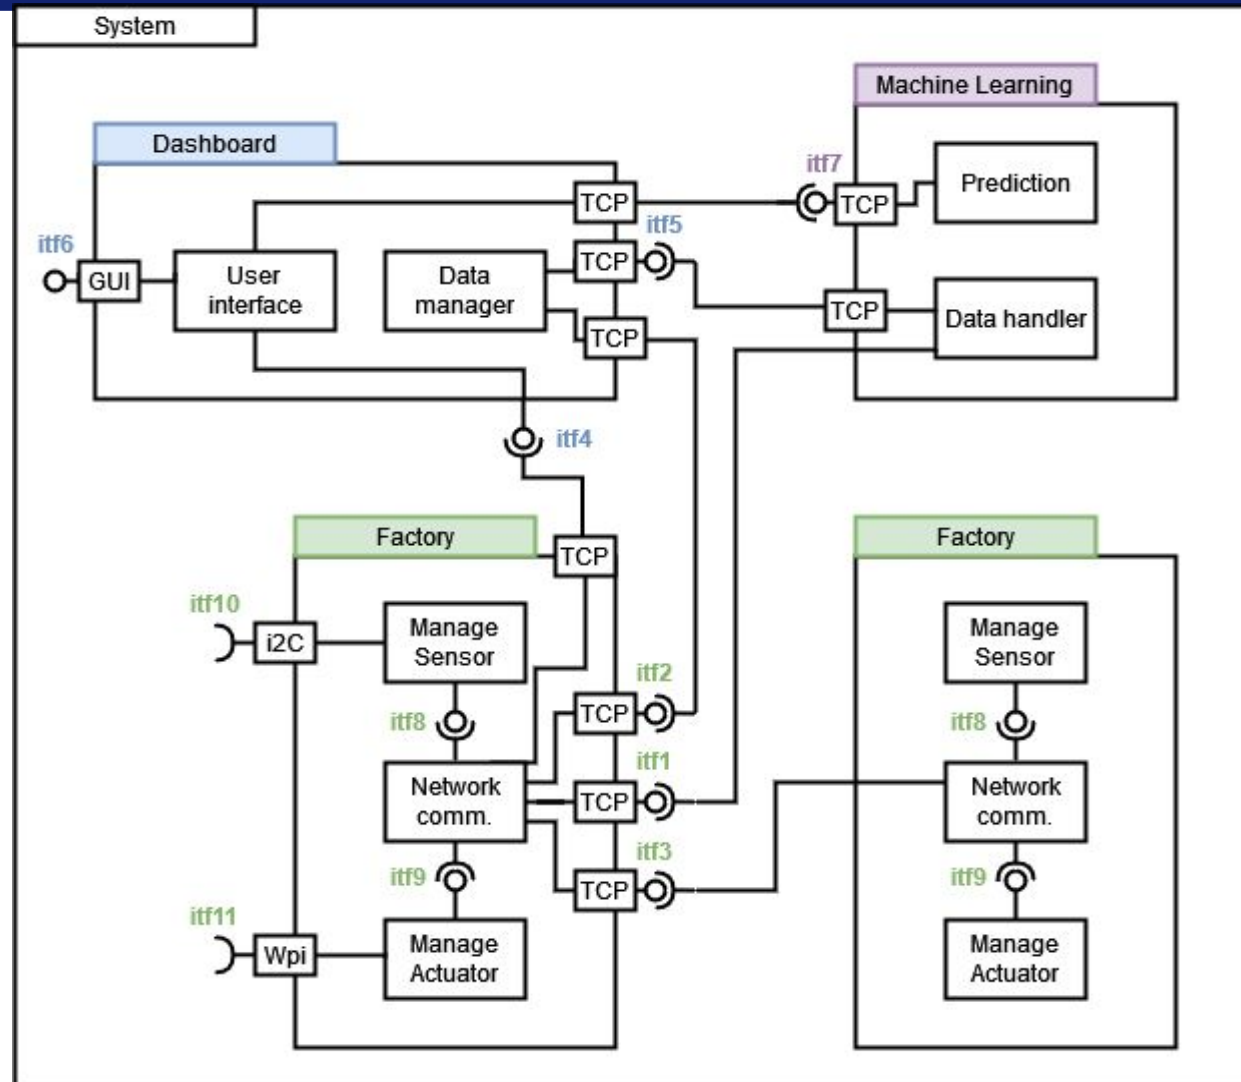 System
Machine Learning
Dashboard
itf7
Prediction
TCP
TCP
itf5
itf6
GUI
User
interface
Data
manager
TCP
TCP
TCP
Data handler
itf4
Factory
TCP
Factory
itf10
i2C
Manage
Sensor
Manage
Sensor
itf2
itf8
TCP
itf8
itf1
Network
comm.
TCP
Network
comm.
itf3
itf9
TCP
itf9
itf11
Wpi
Manage
Actuator
Manage
Actuator